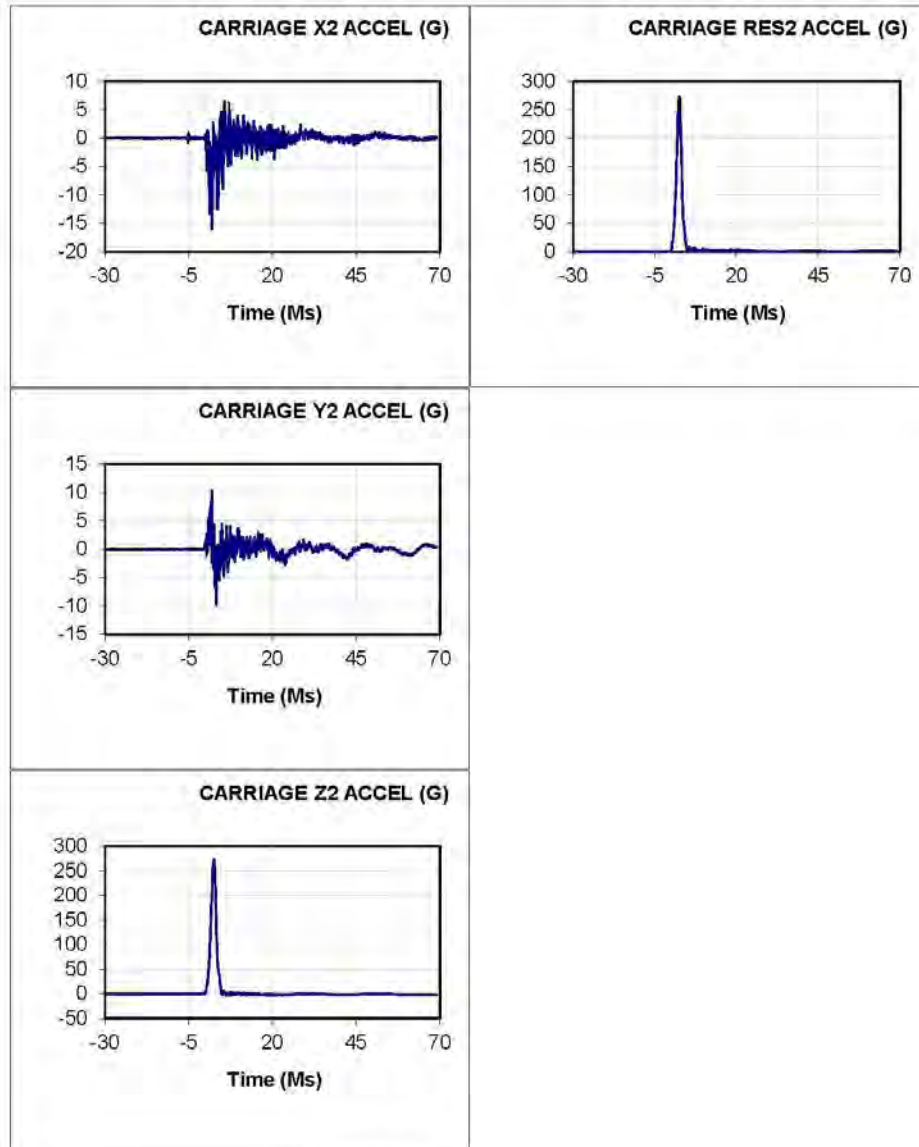 CARRIAGE X2 ACCEL (G)
10
5
0
-5
-10
-15
-20
-30 -5 20 45 70
Time (Ms)
CARRIAGE RES2 ACCEL (G)
300
250
200
150
100
50
0
-30 -5 20 45 70
Time (Ms)
CARRIAGE Y2 ACCEL (G)
15
10
5
0
-5
-10
-15
-30 -5 20 45 70
Time (Ms)
CARRIAGE Z2 ACCEL (G)
300
250
200
150
100
50
0
-50
-30 -5 20 45 70
Time (Ms)